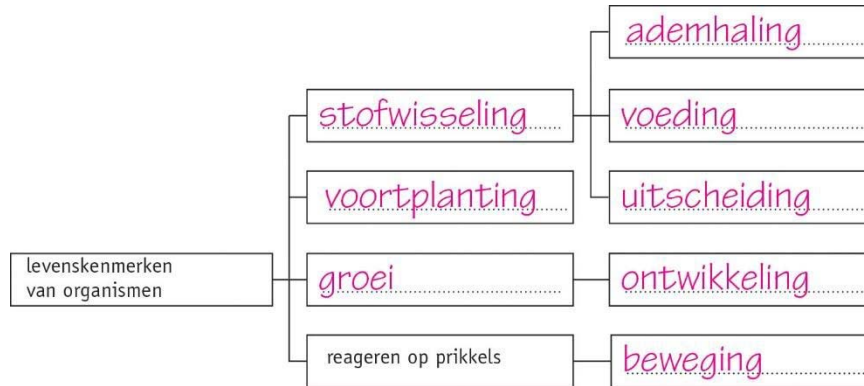 ademhaling
stofwisseling
voeding
voortplanting
uitscheiding
levenskenmerken
van organismen
groei
ontwikkeling
reageren op prikkels
beweging